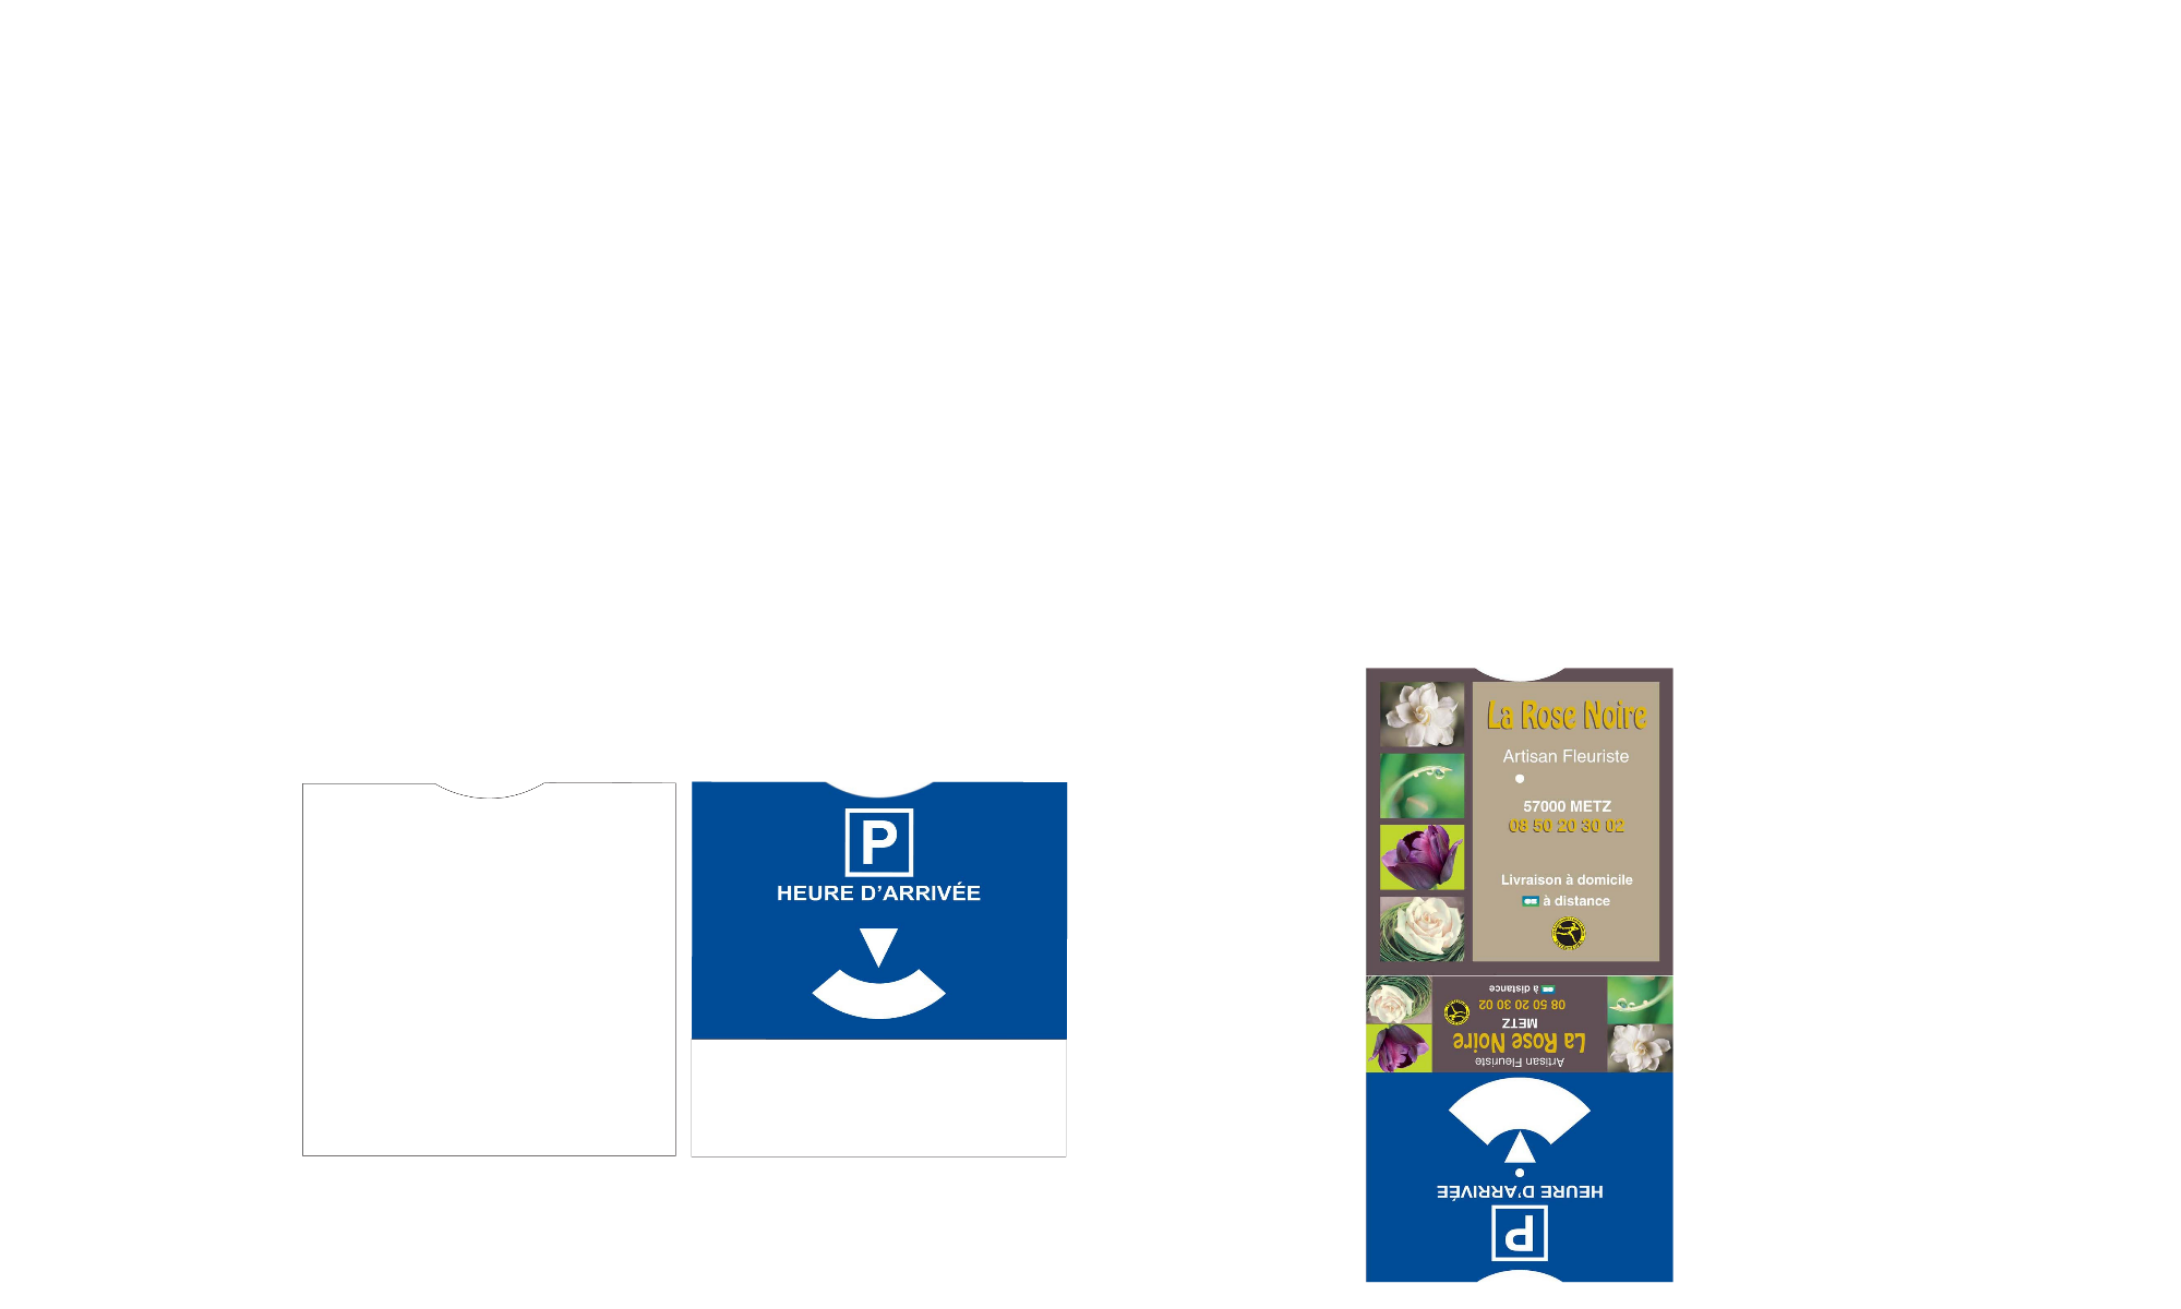 P
HEURE D'ARRIVÉE
La Rose Noire
Artisan Fleuriste
57000 METZ
08 50 20 30 02
Livraison à domicile
à distance
Artisan Fleuriste
La Rose Noire
METZ
08 50 20 30 02
à distance
P
HEURE D'ARRIVÉE